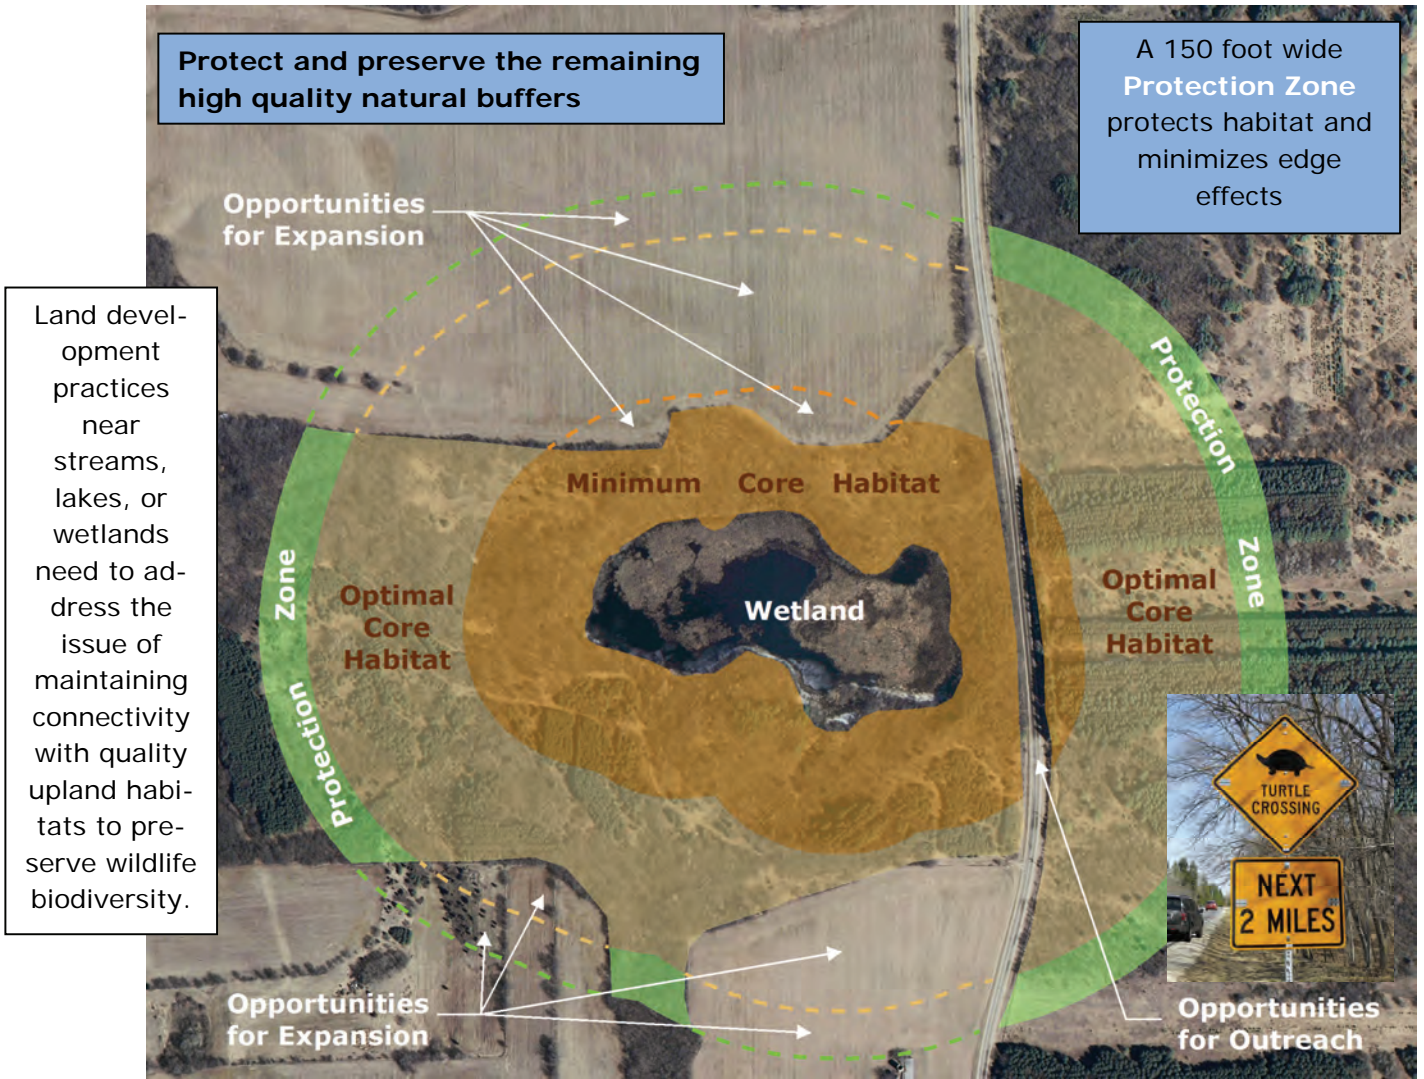 Protect and preserve the remaining
high quality natural buffers
A 150 foot wide
Protection Zone
protects habitat and
minimizes edge
effects
Opportunities
for Expansion
Land devel-
opment
practices
near
streams,
lakes, or
wetlands
need to ad-
dress the
issue of
maintaining
connectivity
with quality
upland habi-
tats to pre-
serve wildlife
biodiversity.
Protection
Zone
Minimum Core Habitat
Zone
Protection
Optimal
Core
Habitat
Wetland
Optimal
Core
Habitat
TURTLE
CROSSING
NEXT
2 MILES
Opportunities
for Expansion
Opportunities
for Outreach